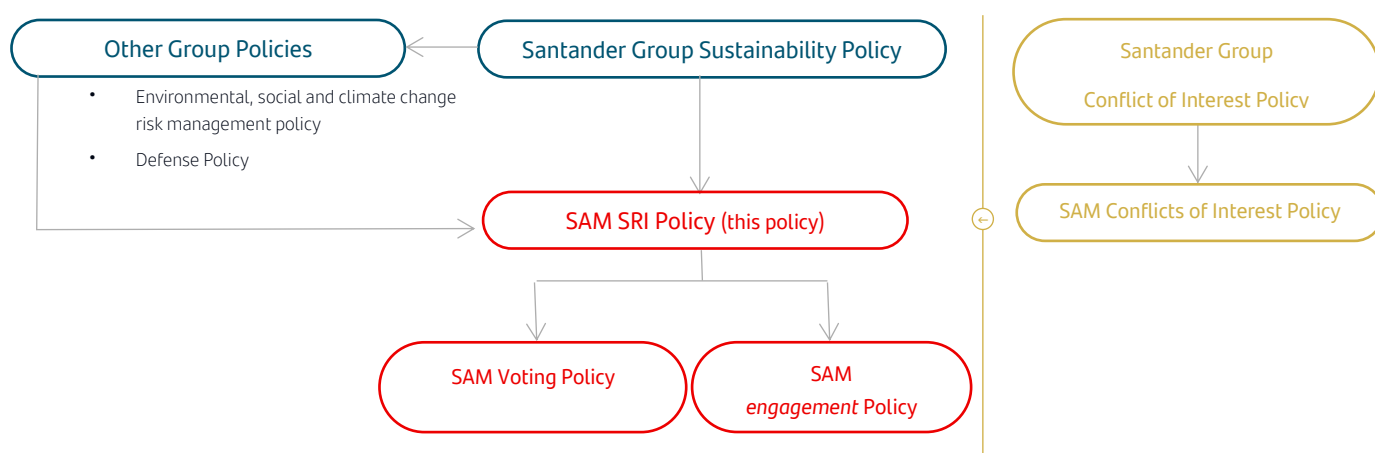 Other Group Policies
• Environmental, social and climate change
risk management policy
• Defense Policy
Santander Group Sustainability Policy
SAM SRI Policy (this policy)
SAM Voting Policy
SAM
engagement Policy
Santander Group
Conflict of Interest Policy
SAM Conflicts of Interest Policy